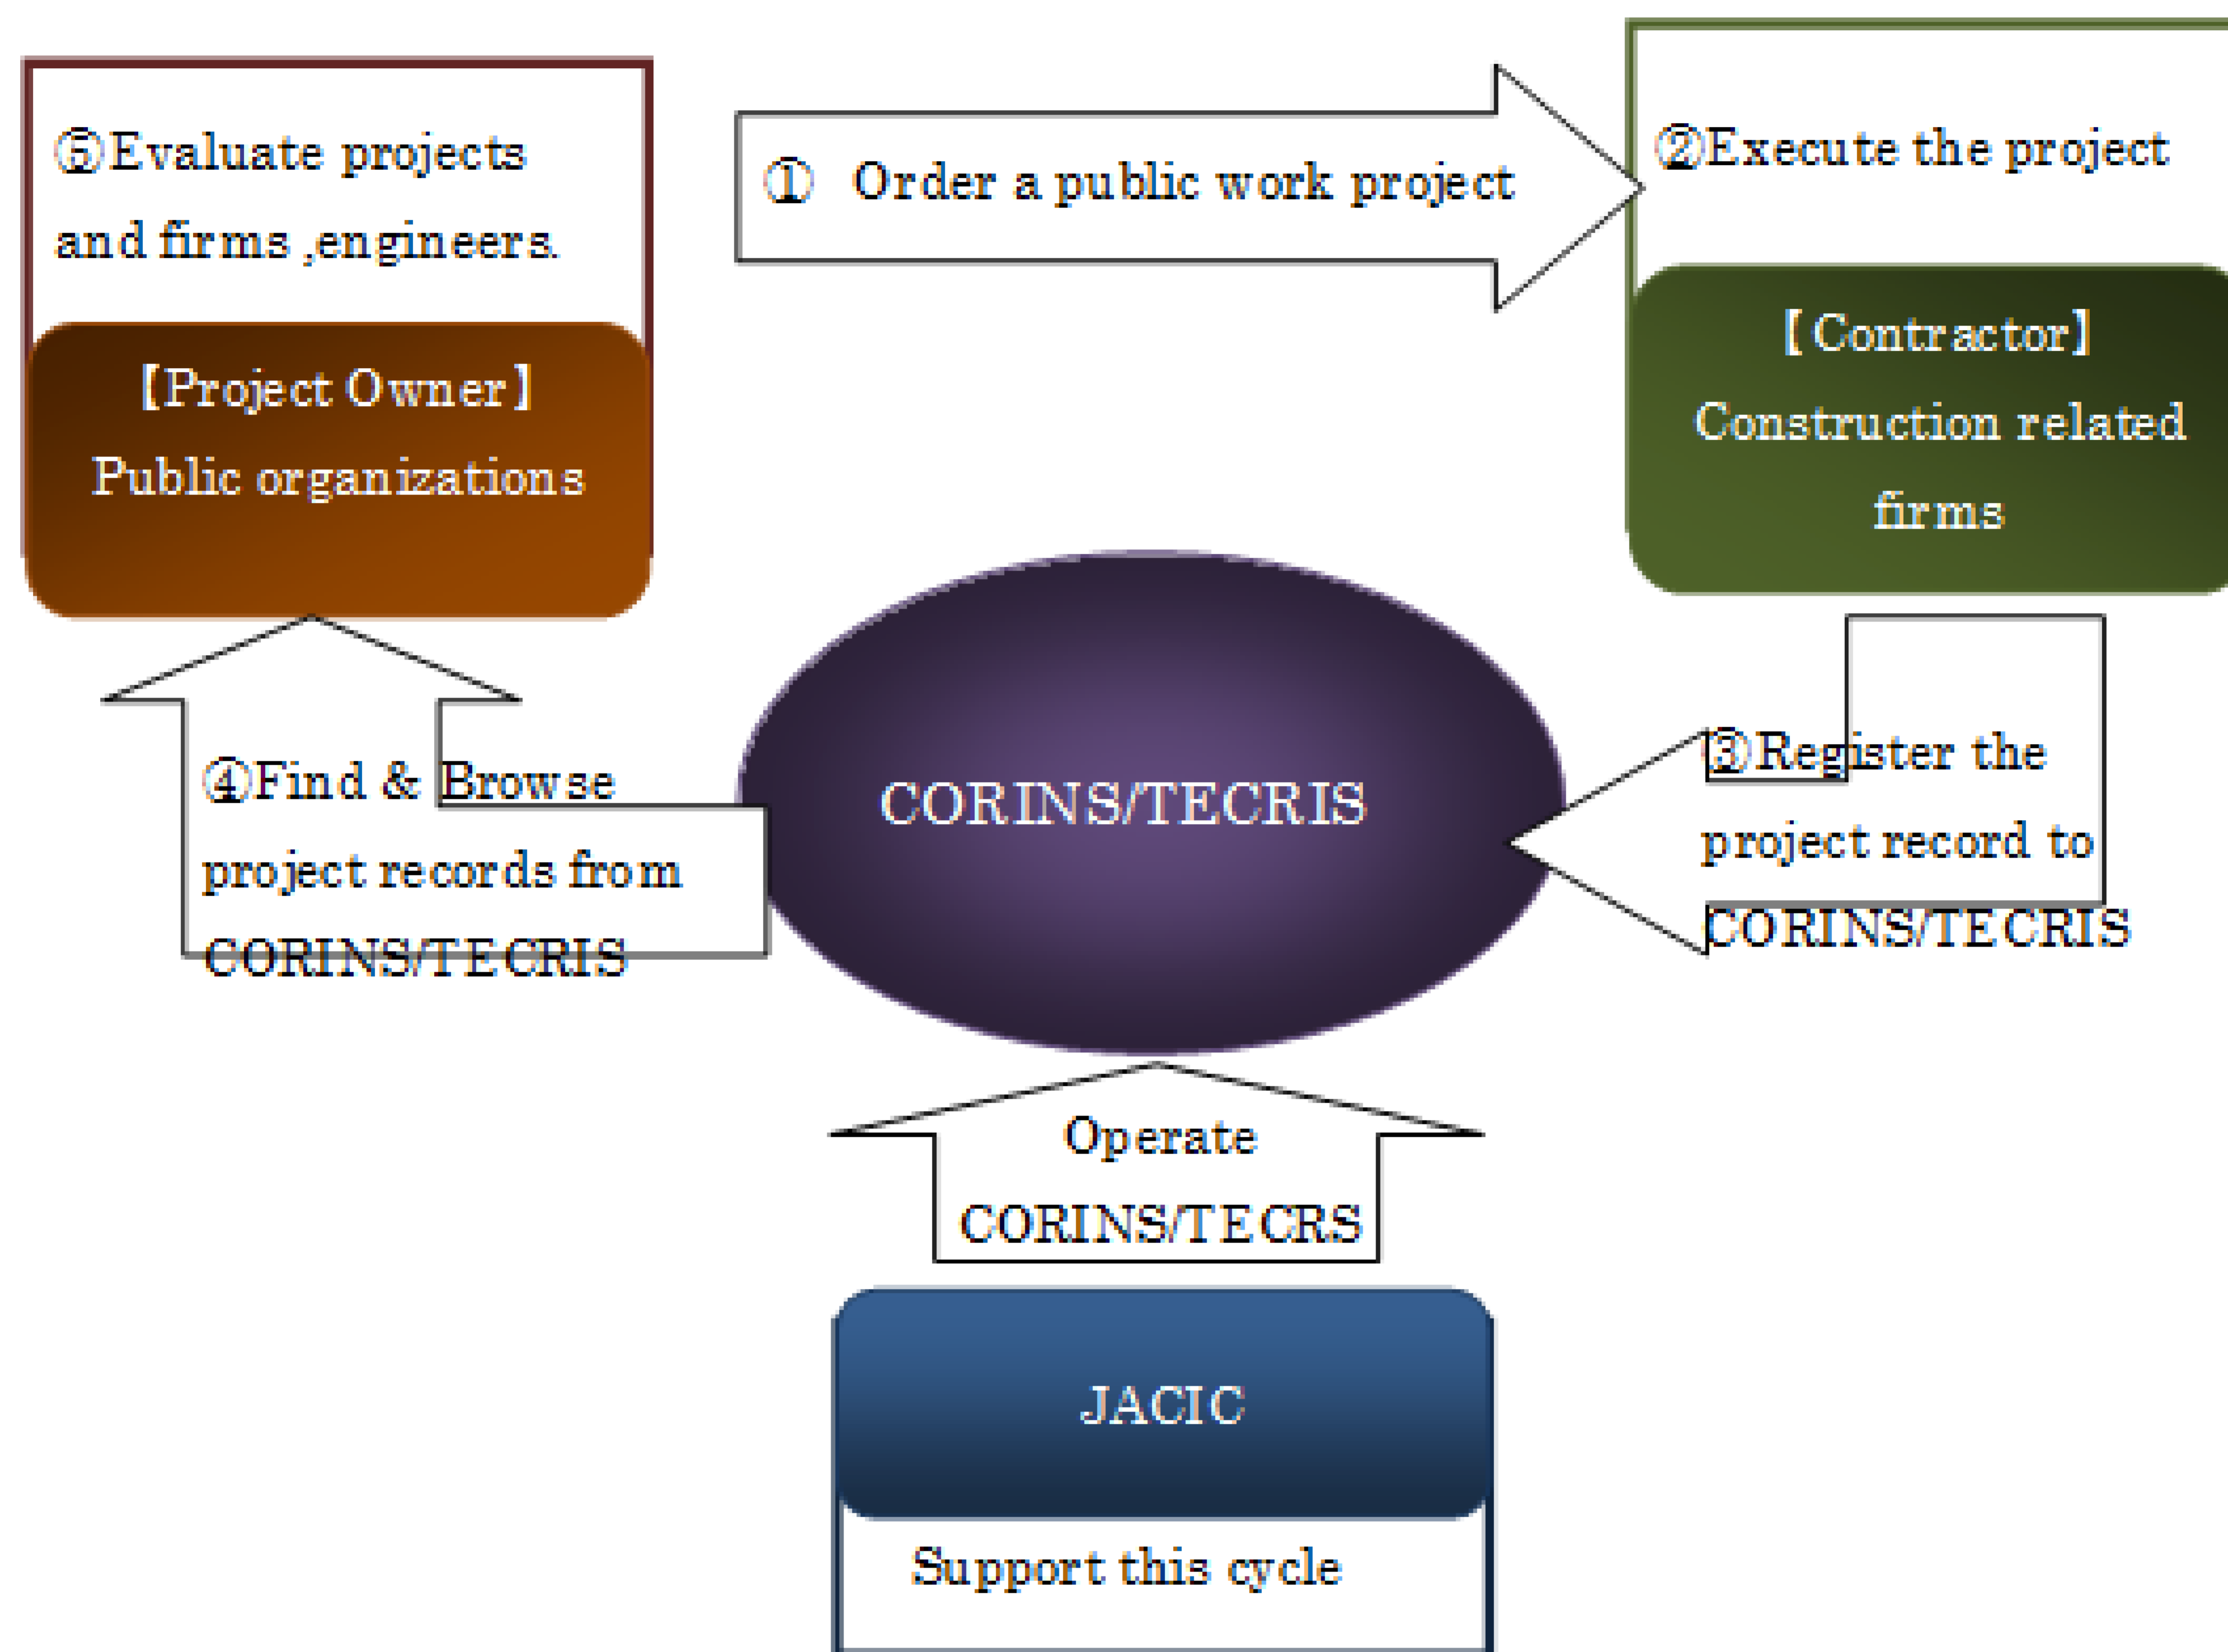 ⑤Evaluate projects
and firms ,engineers.
【Project Owner】
Public organizations
① Order a public work project
②Execute the project
【Contractor】
Construction related
firms
CORINS/TECRIS
③Register the
project record to
CORINS/TECRIS
④Find & Browse
project records from
CORINS/TECRIS
Operate
CORINS/TECRS
JACIC
Support this cycle